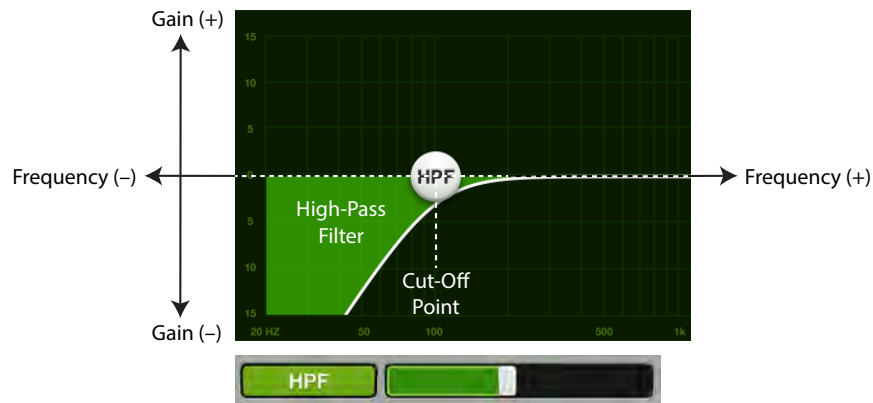 Gain (+)
15
10
5
Frequency (–)
0
HPF
Frequency (+)
High-Pass
Filter
5
10
Cut-Off
Point
15
Gain (–)
20 HZ
50
100
500
1k
HPF